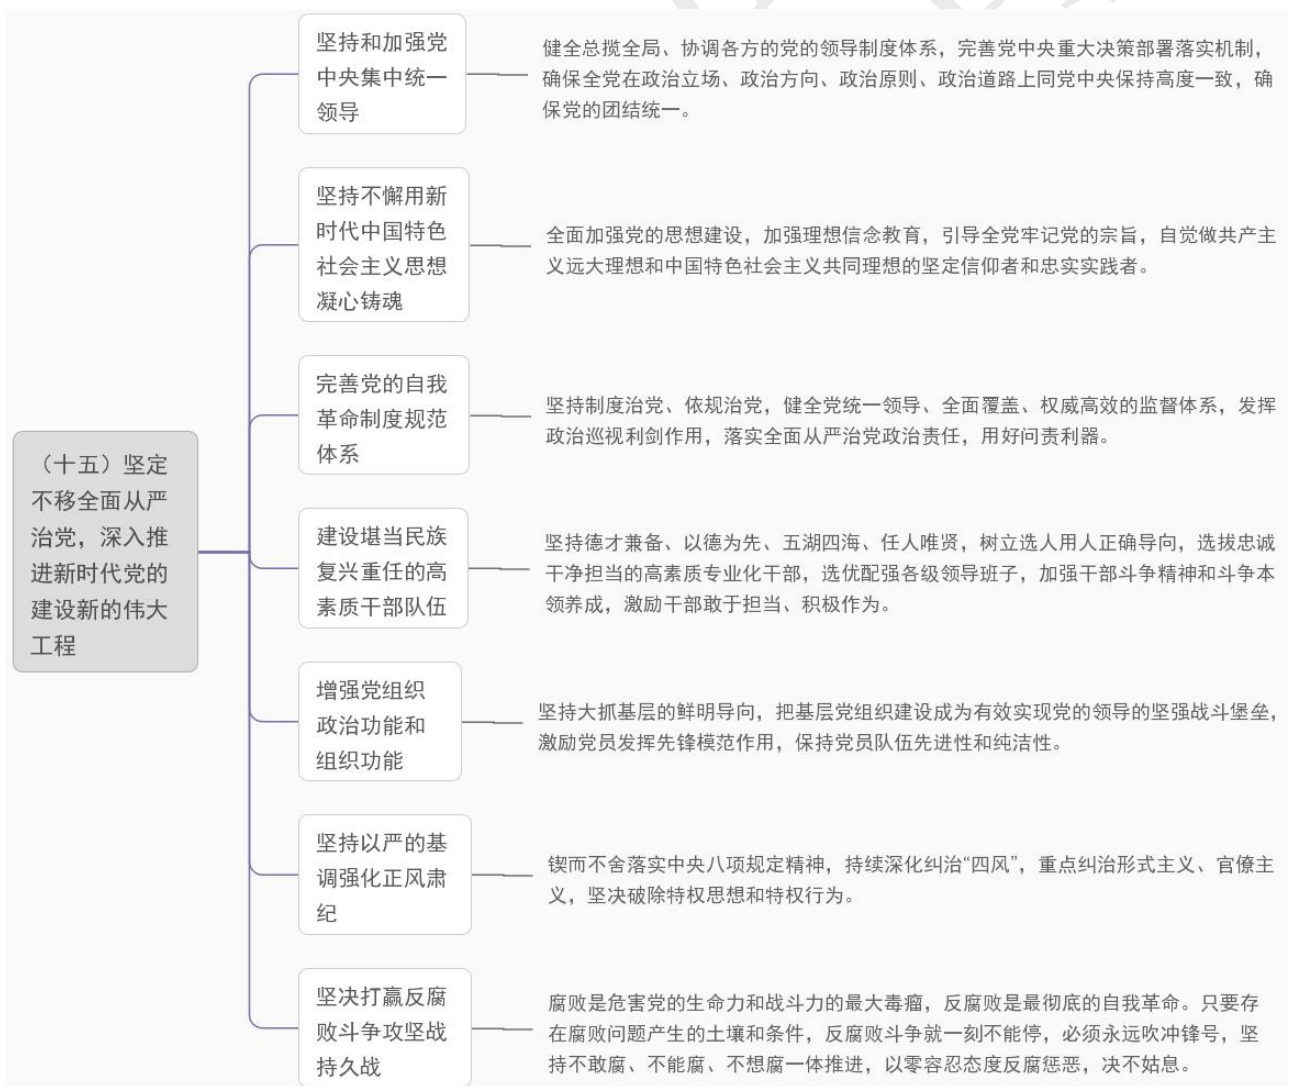 （十五）坚定
不移全面从严
治党，深入推
进新时代党的
建设新的伟大
工程
坚持和加强党
中央集中统一
领导
健全总揽全局、协调各方的党的领导制度体系，完善党中央重大决策部署落实机制，
确保全党在政治立场、政治方向、政治原则、政治道路上同党中央保持高度一致，确
保党的团结统一。
坚持不懈用新
时代中国特色
社会主义思想
凝心铸魂
全面加强党的思想建设，加强理想信念教育，引导全党牢记党的宗旨，自觉做共产主
义远大理想和中国特色社会主义共同理想的坚定信仰者和忠实实践者。
完善党的自我
革命制度规范
体系
坚持制度治党、依规治党，健全党统一领导、全面覆盖、权威高效的监督体系，发挥
政治巡视利剑作用，落实全面从严治党政治责任，用好问责利器。
建设堪当民族
复兴重任的高
素质干部队伍
坚持德才兼备、以德为先、五湖四海、任人唯贤，树立选人用人正确导向，选拔忠诚
干净担当的高素质专业化干部，选优配强各级领导班子，加强干部斗争精神和斗争本
领养成，激励干部敢于担当、积极作为。
增强党组织
政治功能和
组织功能
坚持大抓基层的鲜明导向，把基层党组织建设成为有效实现党的领导的坚强战斗堡垒，
激励党员发挥先锋模范作用，保持党员队伍先进性和纯洁性。
坚持以严的基
调强化正风肃
纪
锲而不舍落实中央八项规定精神，持续深化纠治“四风”，重点纠治形式主义、官僚主
义，坚决破除特权思想和特权行为。
坚决打赢反腐
败斗争攻坚战
持久战
腐败是危害党的生命力和战斗力的最大毒瘤，反腐败是最彻底的自我革命。只要存
在腐败问题产生的土壤和条件，反腐败斗争就一刻不能停，必须永远吹冲锋号，坚
持不敢腐、不能腐、不想腐一体推进，以零容忍态度反腐惩恶，决不姑息。